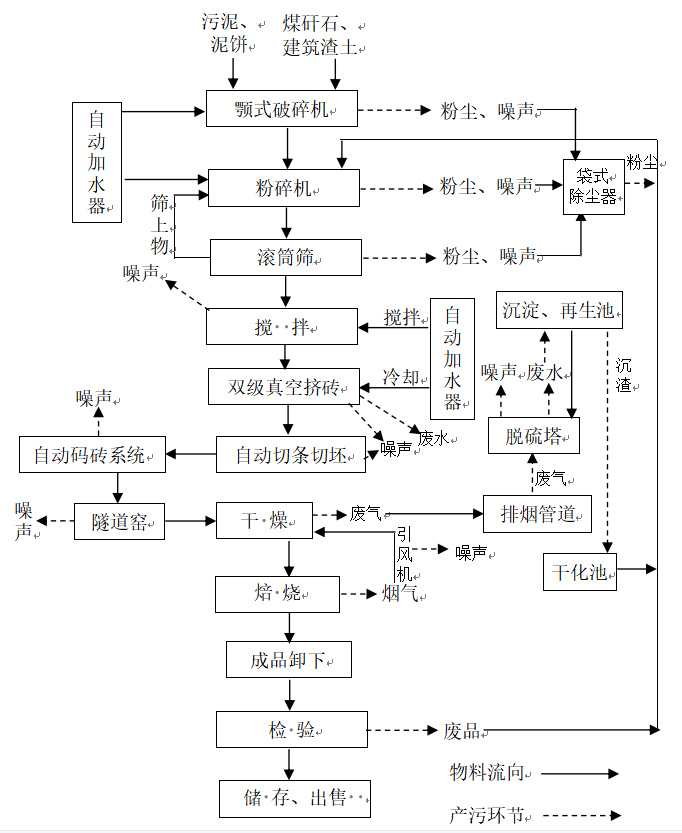 污泥、
泥饼
煤矸石、
建筑渣土
自动加水器
颚式破碎机
粉尘、噪声
粉碎机
粉尘、噪声
袋式
除尘器
粉尘
筛上物
滚筒筛
粉尘、噪声
噪声
搅拌
搅拌
自动加水器
沉淀、再生池
双级真空挤砖
冷却
噪声
废水
沉渣
噪声
噪声
废水
脱硫塔
自动码砖系统
自动切条切坯
废气
噪声
隧道窑
干燥
废气
排烟管道
引风机
噪声
干化池
焙烧
烟气
成品卸下
检验
废品
储存、出售
物料流向
产污环节